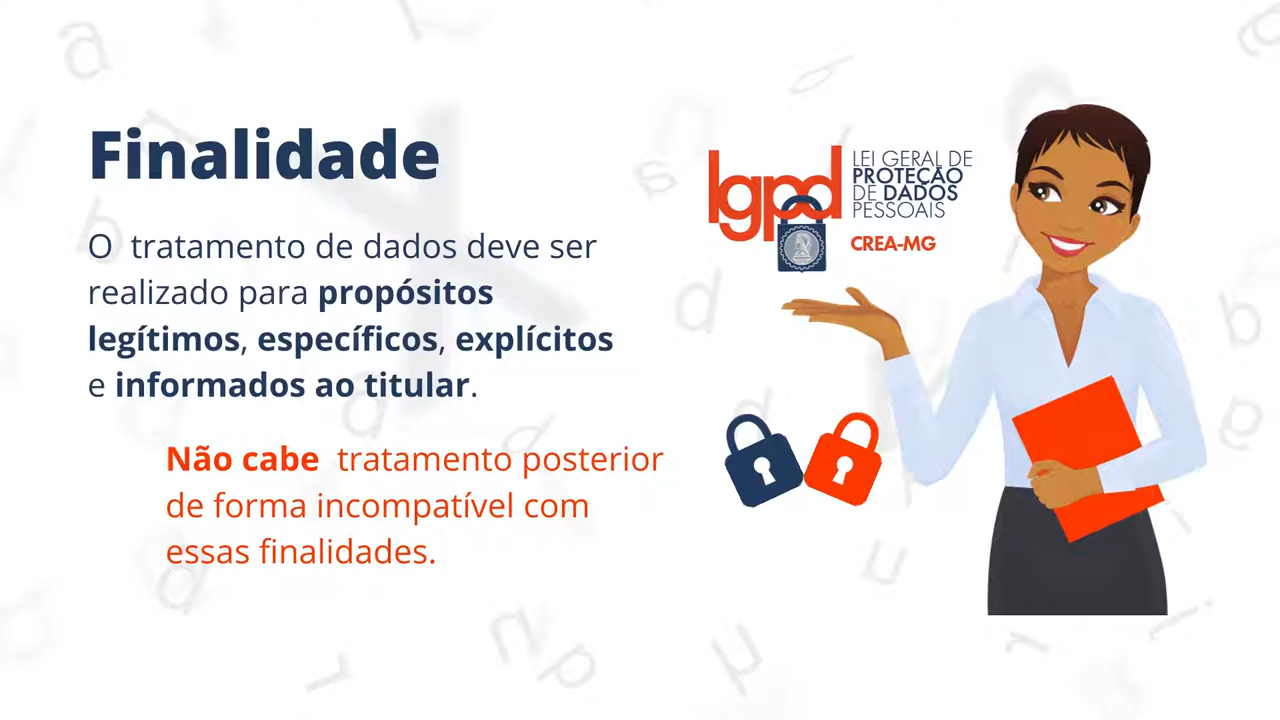 Finalidade
O tratamento de dados deve ser
realizado para propósitos
legítimos, específicos, explícitos
e informados ao titular.
Não cabe tratamento posterior
de forma incompatível com
essas finalidades.
lgpd
LEI GERAL DE
PROTEÇÃO
DE DADOS
PESSOAIS
CREA-MG